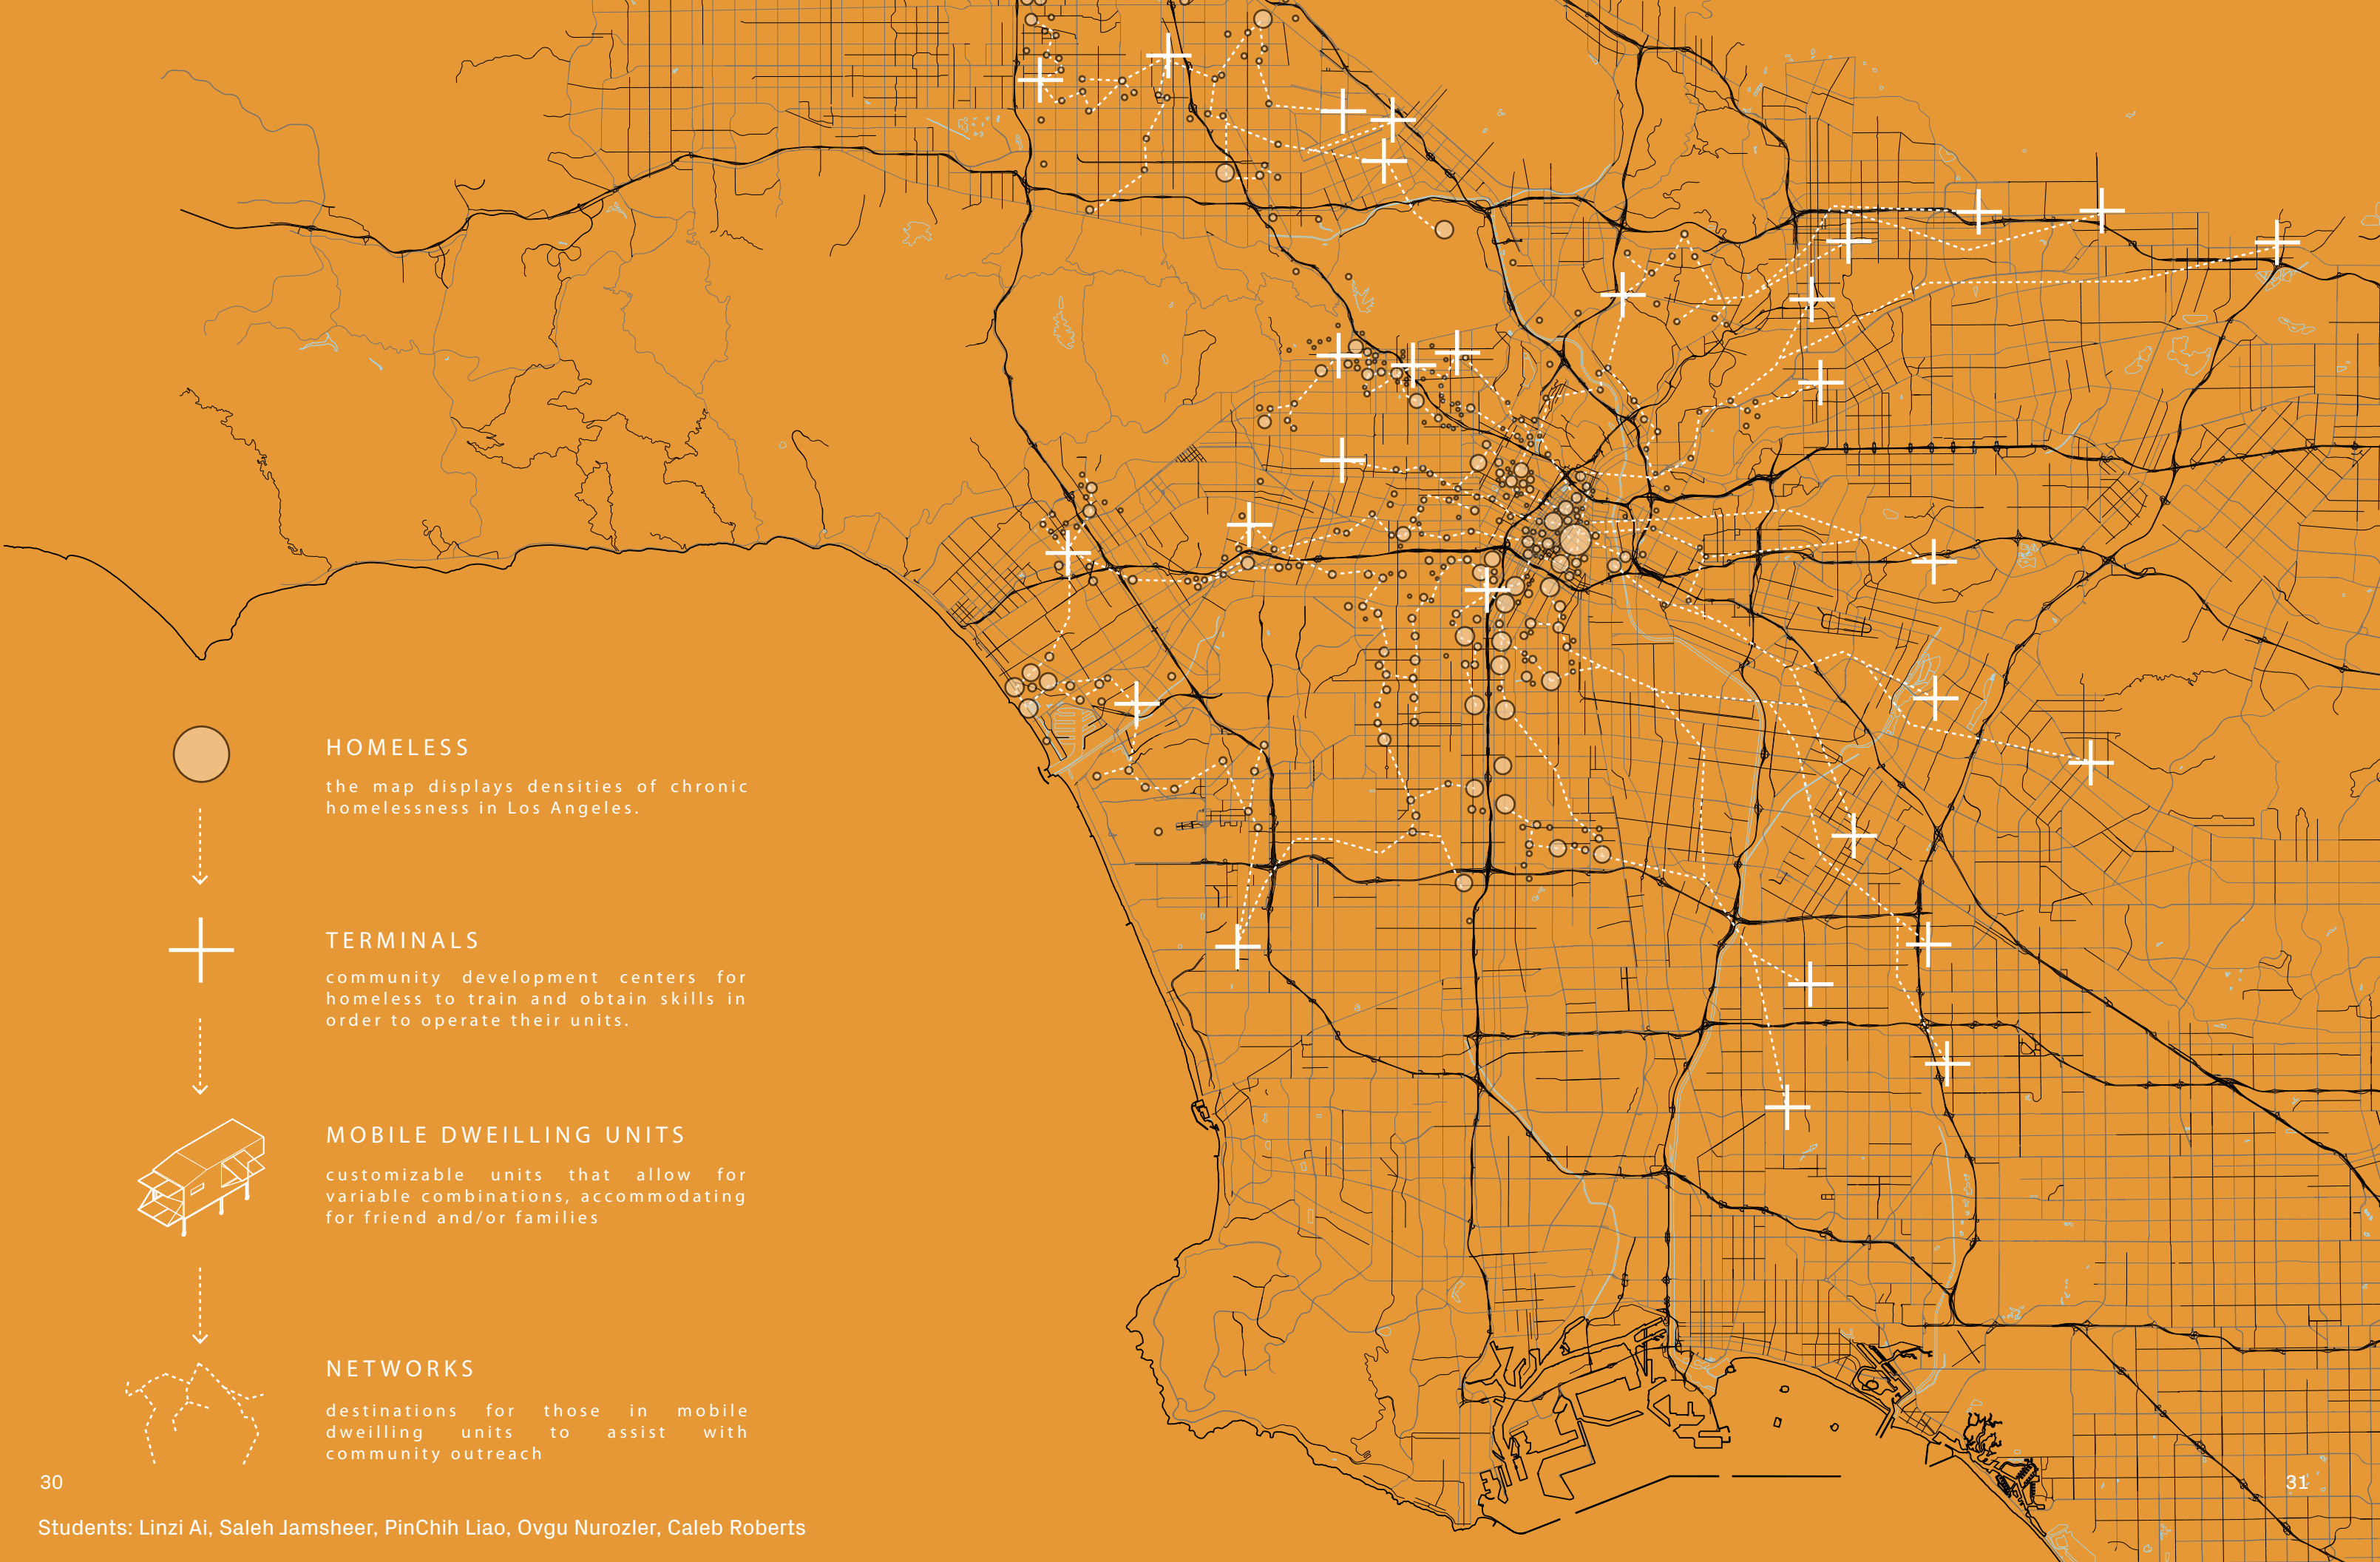 HOMELESS
the map displays densities of chronic
homelessness in Los Angeles.
TERMINALS
community development centers for
homeless to train and obtain skills in
order to operate their units.
MOBILE DWEILLING UNITS
customizable units that allow for
variable combinations, accommodating
for friend and/or families
NETWORKS
destinations for those in mobile
dweilling units to assist with
community outreach
30
31
Students: Linzi Ai, Saleh Jamsheer, PinChih Liao, Ovgu Nurozler, Caleb Roberts